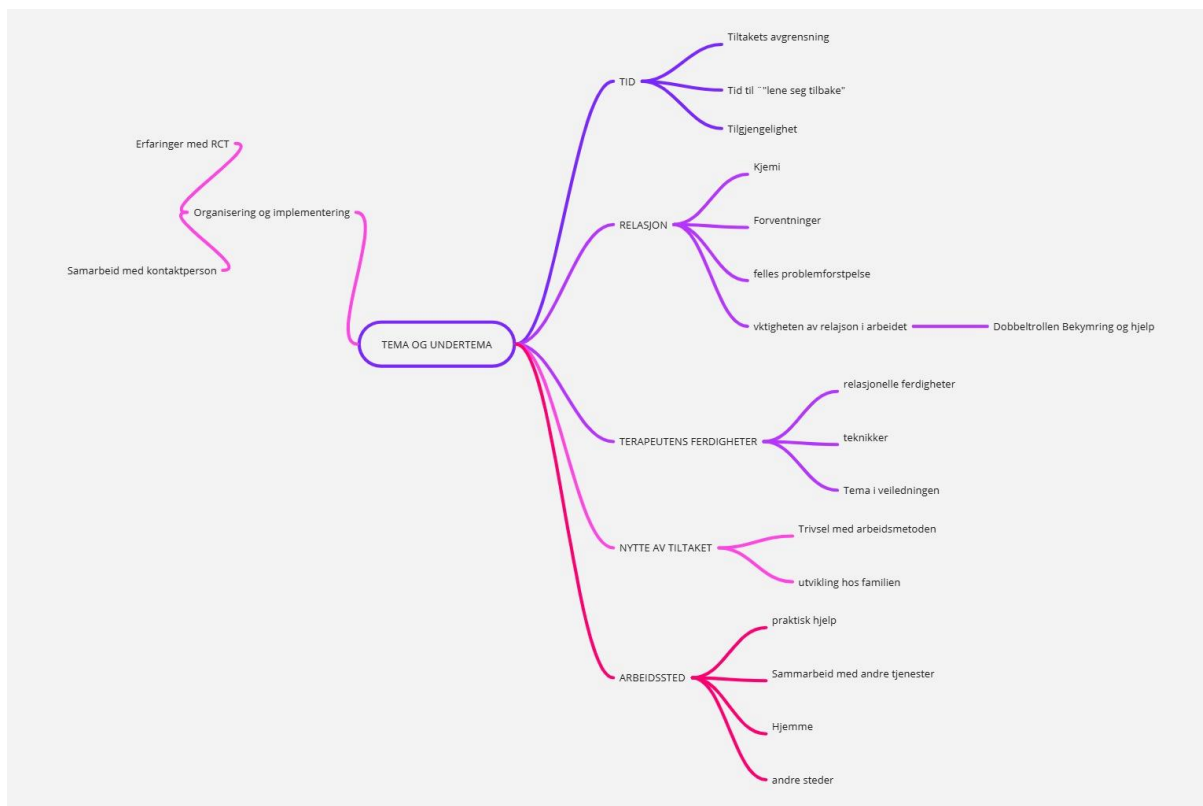 Erfaringer med RCT
Organisering og implementering
Samarbeid med kontaktperson
TEMA OG UNDERTEMA
TID
Tiltakets avgrensning
Tid til ¨"lene seg tilbake"
Tilgjengelighet
RELASJON
Kjemi
Forventninger
felles problemforstpelse
vktigheten av relajson i arbeidet
Dobbeltrollen Bekymring og hjelp
TERAPEUTENS FERDIGHETER
relasjonelle ferdigheter
teknikker
Tema i veiledningen
NYTTE AV TILTAKET
Trivsel med arbeidsmetoden
utvikling hos familien
ARBEIDSSTED
praktisk hjelp
Sammarbeid med andre tjenester
Hjemme
andre steder